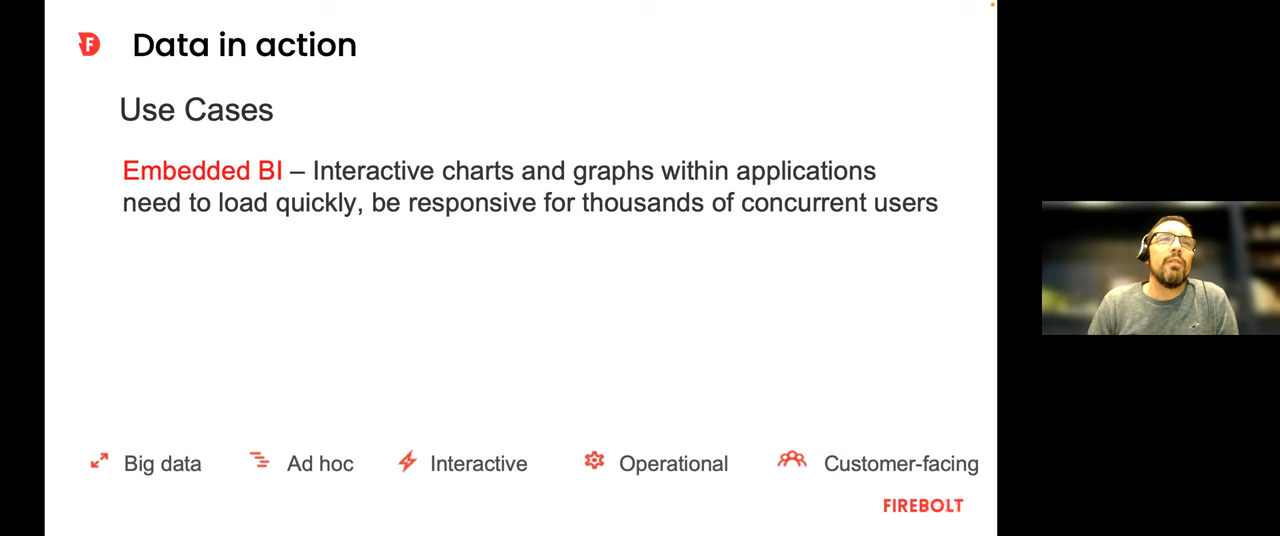 Data in action
Use Cases
Embedded BI – Interactive charts and graphs within applications
need to load quickly, be responsive for thousands of concurrent users
Big data
Ad hoc
Interactive
Operational
Customer-facing
FIREBOLT